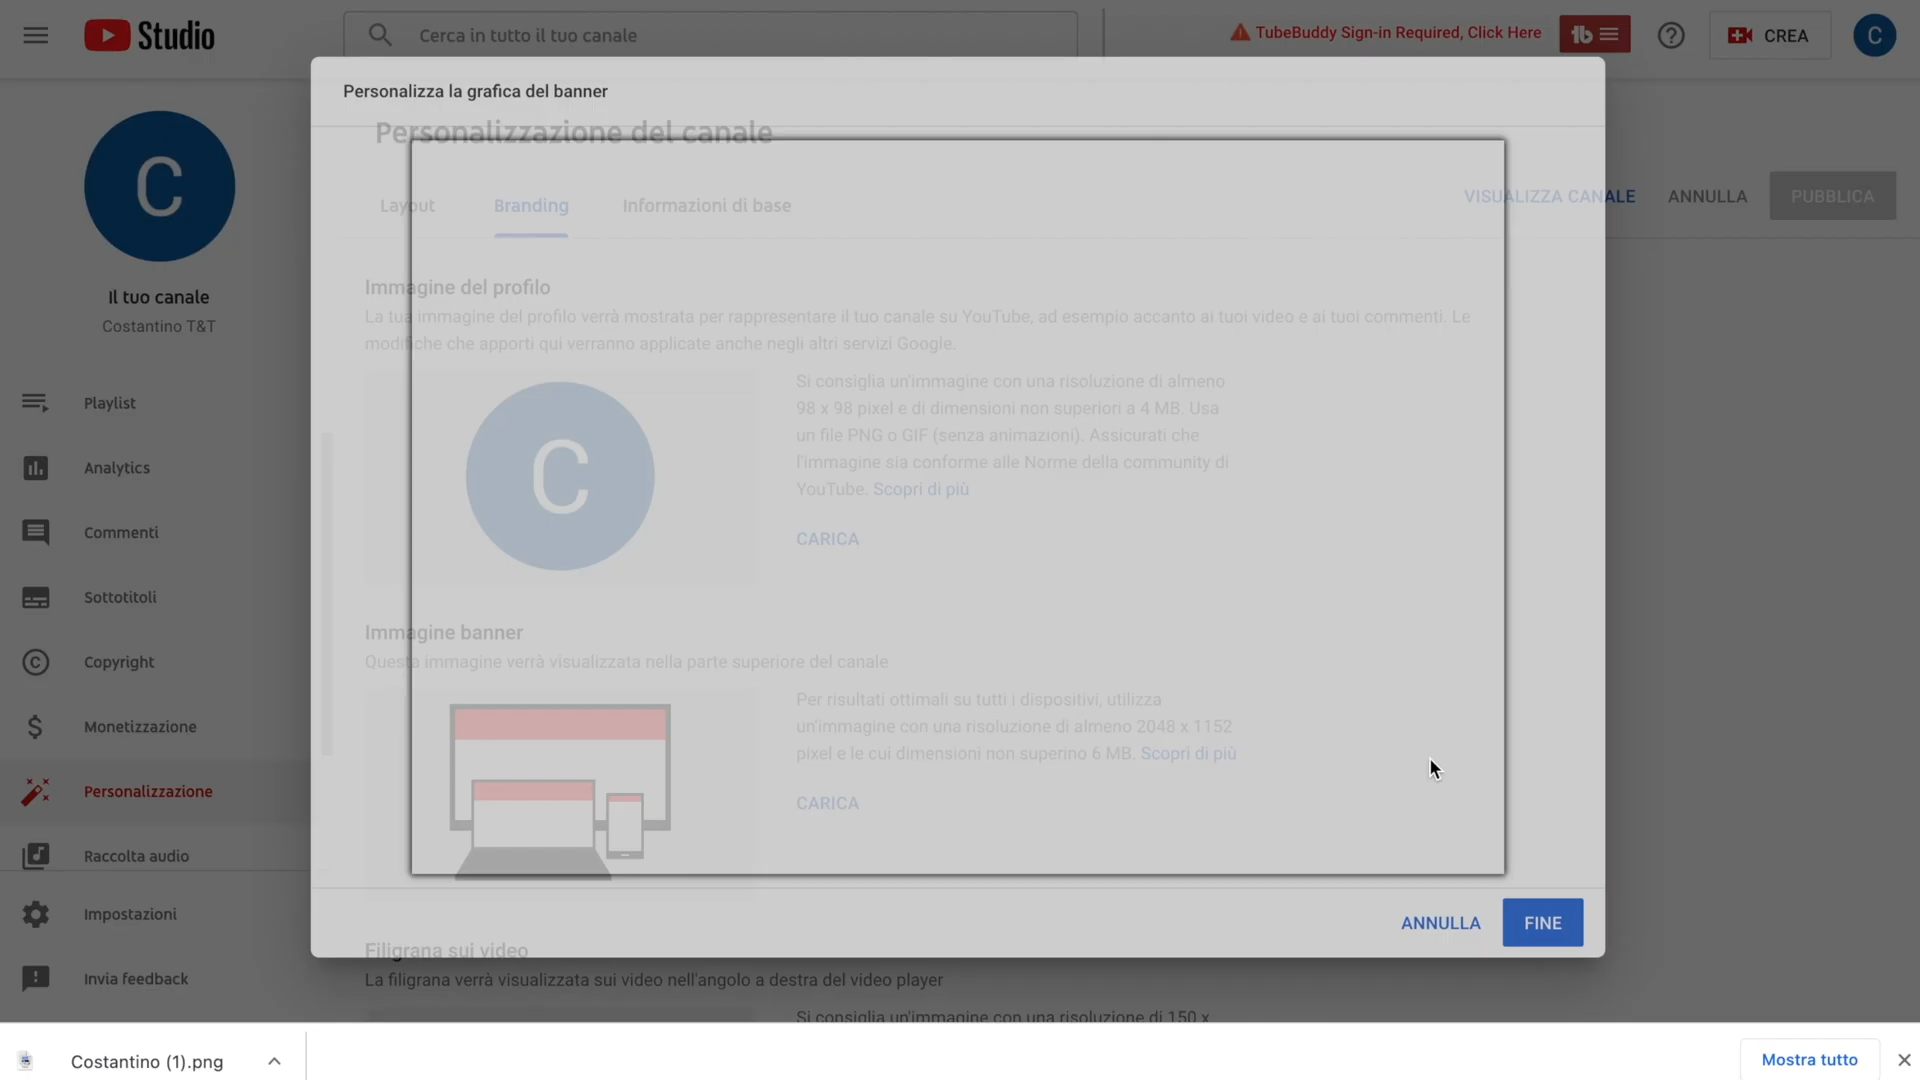 Studio
Cerca in tutto il tuo canale
TubeBuddy Sign-in Required, Click Here
CREA
C
Personalizza la grafica del banner
Personalizzazione del canale
C
Layout
Branding
Informazioni di base
VISUALIZZA CANALE
ANNULLA
PUBBLICA
Il tuo canale
Costantino T&T
Immagine del profilo
La tua immagine del profilo verrà mostrata per rappresentare il tuo canale su YouTube, ad esempio accanto ai tuoi video e ai tuoi commenti. Le
modifiche che apporti qui verranno applicate anche negli altri servizi Google.
C
Si consiglia un'immagine con una risoluzione di almeno
98 x 98 pixel e di dimensioni non superiori a 4 MB. Usa
un file PNG o GIF (senza animazioni). Assicurati che
l'immagine sia conforme alle Norme della community di
YouTube. Scopri di più
CARICA
Playlist
Analytics
Commenti
Sottotitoli
Copyright
Monetizzazione
Personalizzazione
Raccolta audio
Impostazioni
Invia feedback
Immagine banner
Questa immagine verrà visualizzata nella parte superiore del canale
Per risultati ottimali su tutti i dispositivi, utilizza
un'immagine con una risoluzione di almeno 2048 x 1152
pixel e le cui dimensioni non superino 6 MB. Scopri di più
CARICA
ANNULLA
FINE
Filigrana sui video
La filigrana verrà visualizzata sui video nell'angolo a destra del video player
Si consiglia un'immagine con una risoluzione di 150 x
Costantino (1).png
Mostra tutto